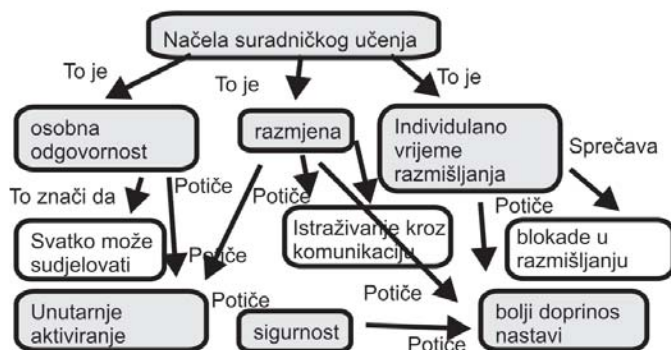 Načela suradničkog učenja
To je
To je
To je
osobna
odgovornost
razmjena
Individulano
vrijeme
razmišljanja
Sprečava
To znači da
Potiče
Potiče
Svatko može
sudjelovati
Istraživanje kroz
komunikaciju
blokade u
razmišljanju
Potiče
Potiče
Potiče
Unutarnje
aktiviranje
sigurnost
bolji doprinos
nastavi
Potiče